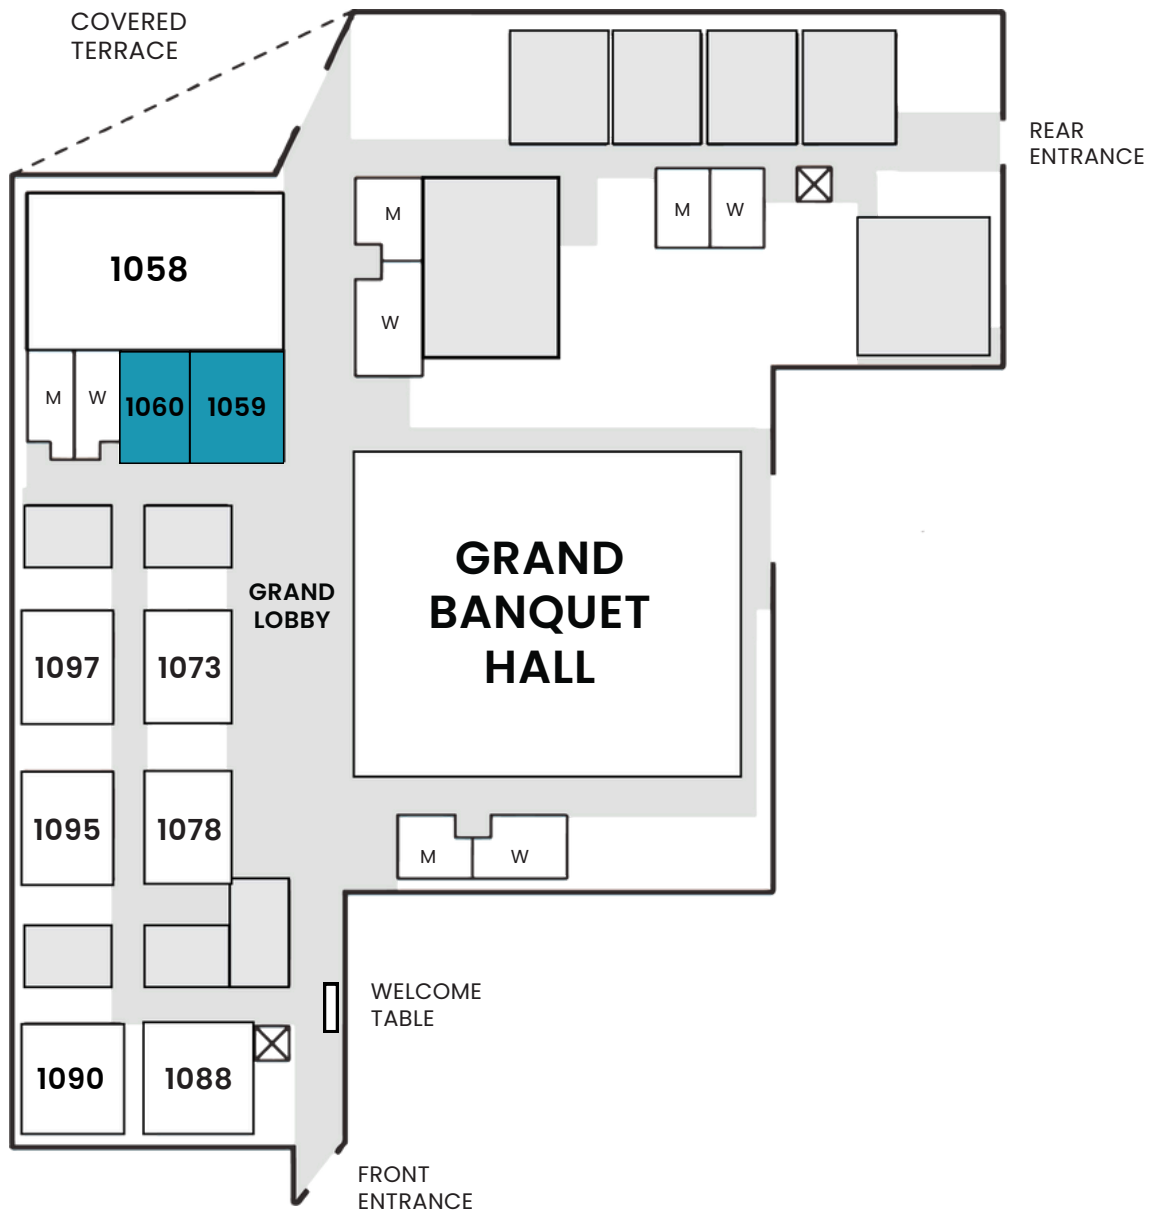 COVERED
TERRACE
REAR
ENTRANCE
M
M W
1058
W
M W 1060 1059
GRAND
LOBBY
GRAND
BANQUET
HALL
1097 1073
1095 1078
M W
WELCOME
TABLE
1090 1088
FRONT
ENTRANCE